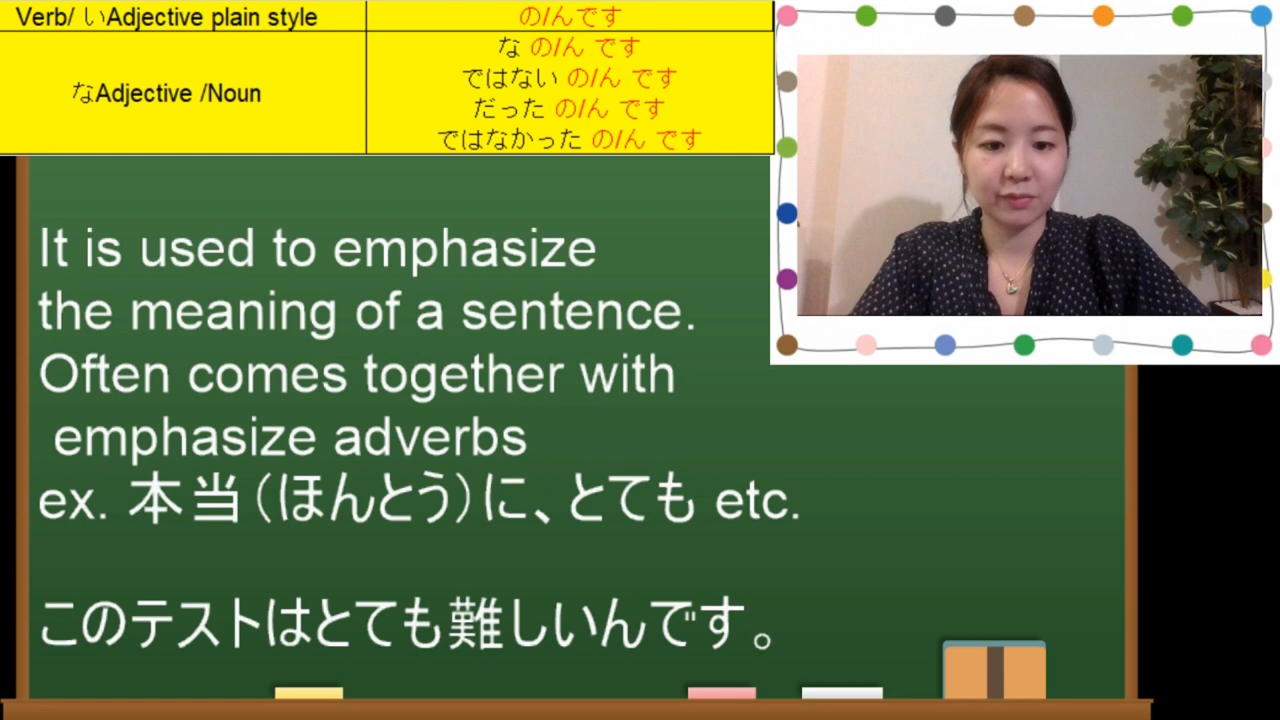 Verb/ いAdjective plain style
の/んです
なAdjective /Noun
な の/ん です
ではない の/ん です
だった の/ん です
ではなかった の/ん です
It is used to emphasize
the meaning of a sentence.
Often comes together with
emphasize adverbs
ex. 本当（ほんとう）に、とても etc.
このテストはとても難しいんです。